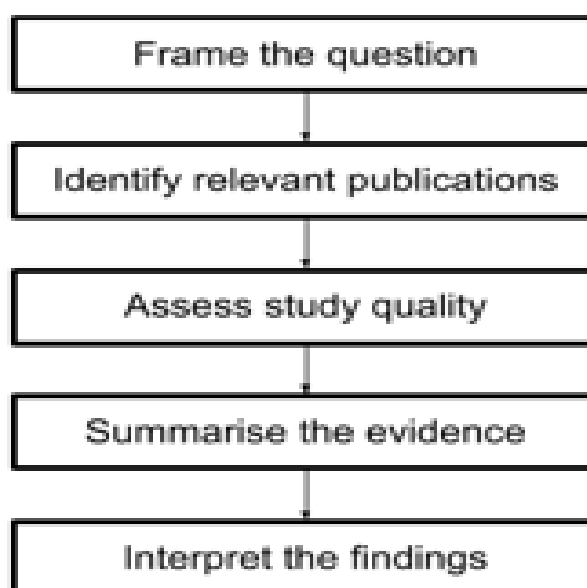 Frame the question
Identify relevant publications
Assess study quality
Summarise the evidence
Interpret the findings